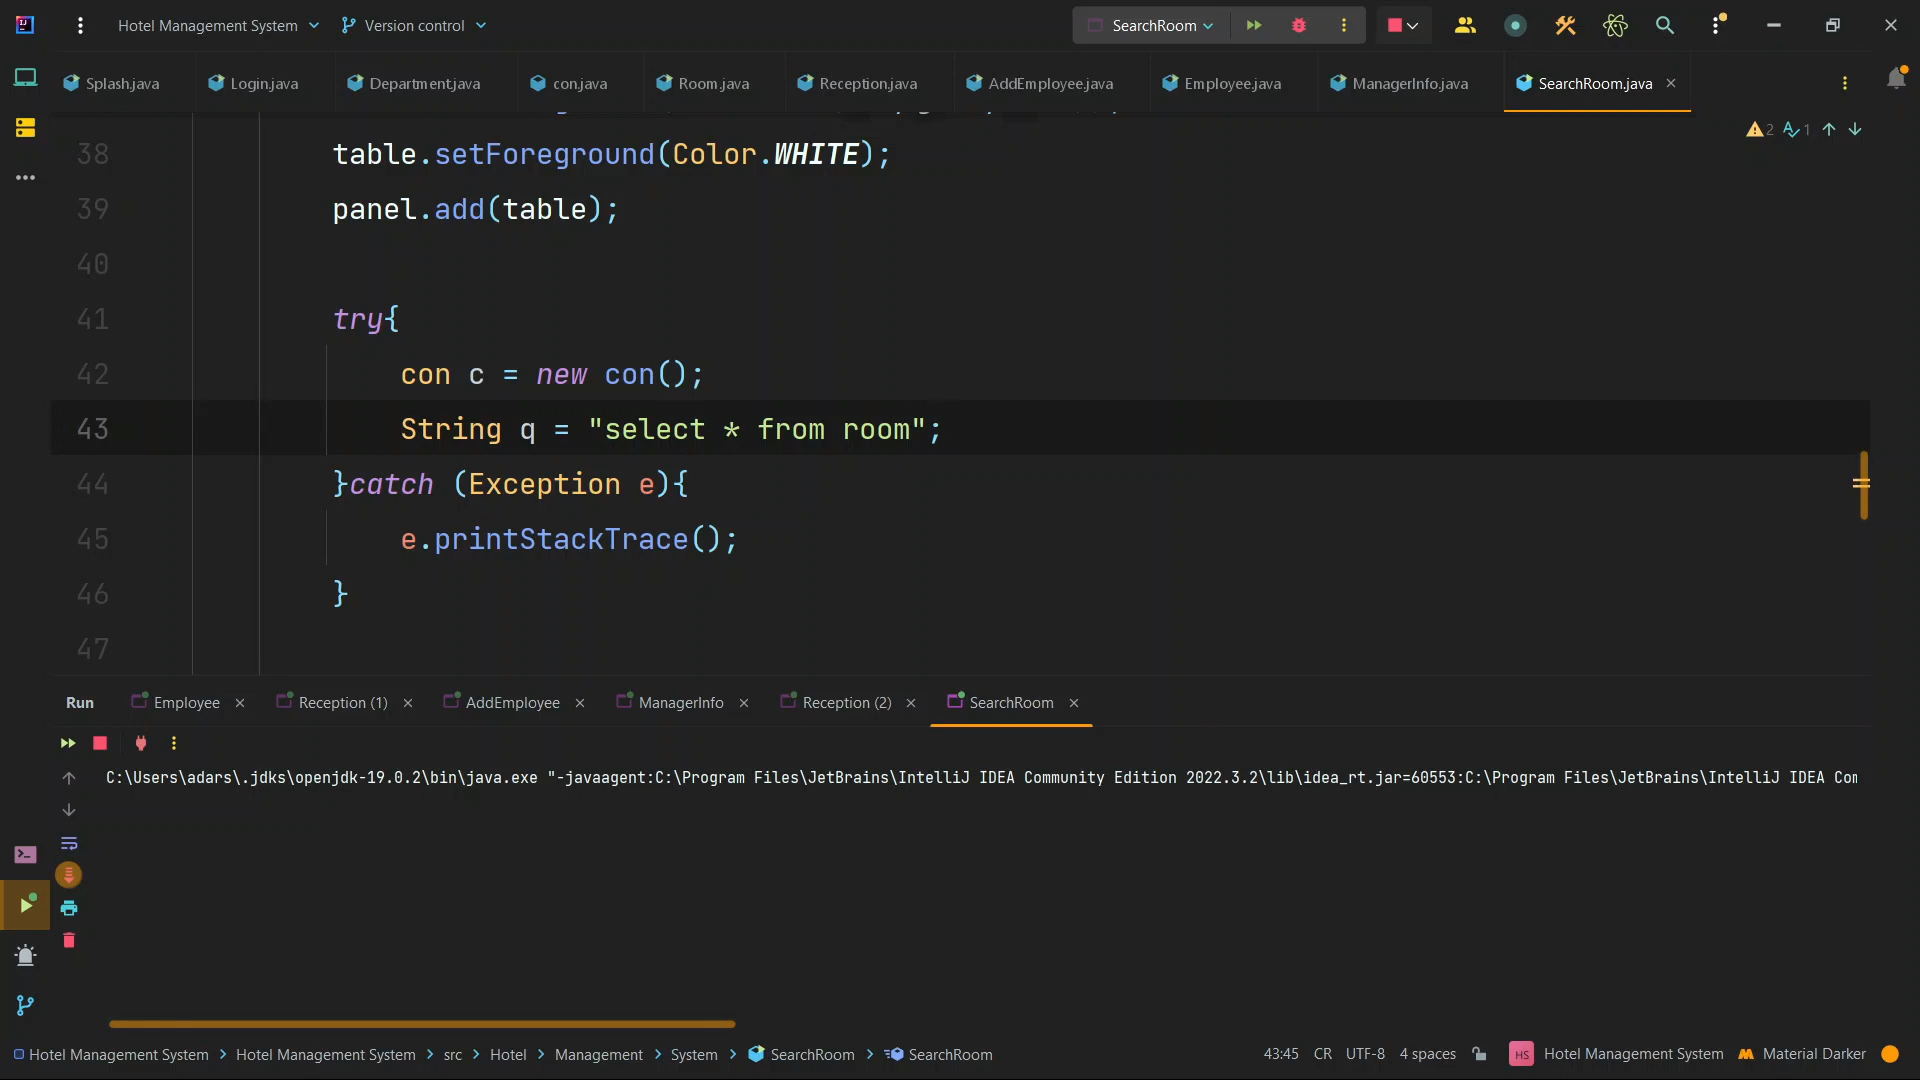 Hotel Management System Version control SearchRoom
Splash.java Login.java Department.java con.java Room.java Reception.java AddEmployee.java Employee.java ManagerInfo.java SearchRoom.java
2 1
38 table.setForeground(Color.WHITE);
39 panel.add(table);
40
41 try{
42 con c = new con();
43 String q = "select * from room";
44 }catch (Exception e){
45 e.printStackTrace();
46 }
47
Run Employee Reception (1) AddEmployee ManagerInfo Reception (2) SearchRoom
C:\Users\adars\.jdks\openjdk-19.0.2\bin\java.exe "-javaagent:C:\Program Files\JetBrains\IntelliJ IDEA Community Edition 2022.3.2\lib\idea_rt.jar=60553:C:\Program Files\JetBrains\IntelliJ IDEA Com
Hotel Management System > Hotel Management System > src > Hotel > Management > System > SearchRoom > SearchRoom 43:45 CR UTF-8 4 spaces HS Hotel Management System Material Darker